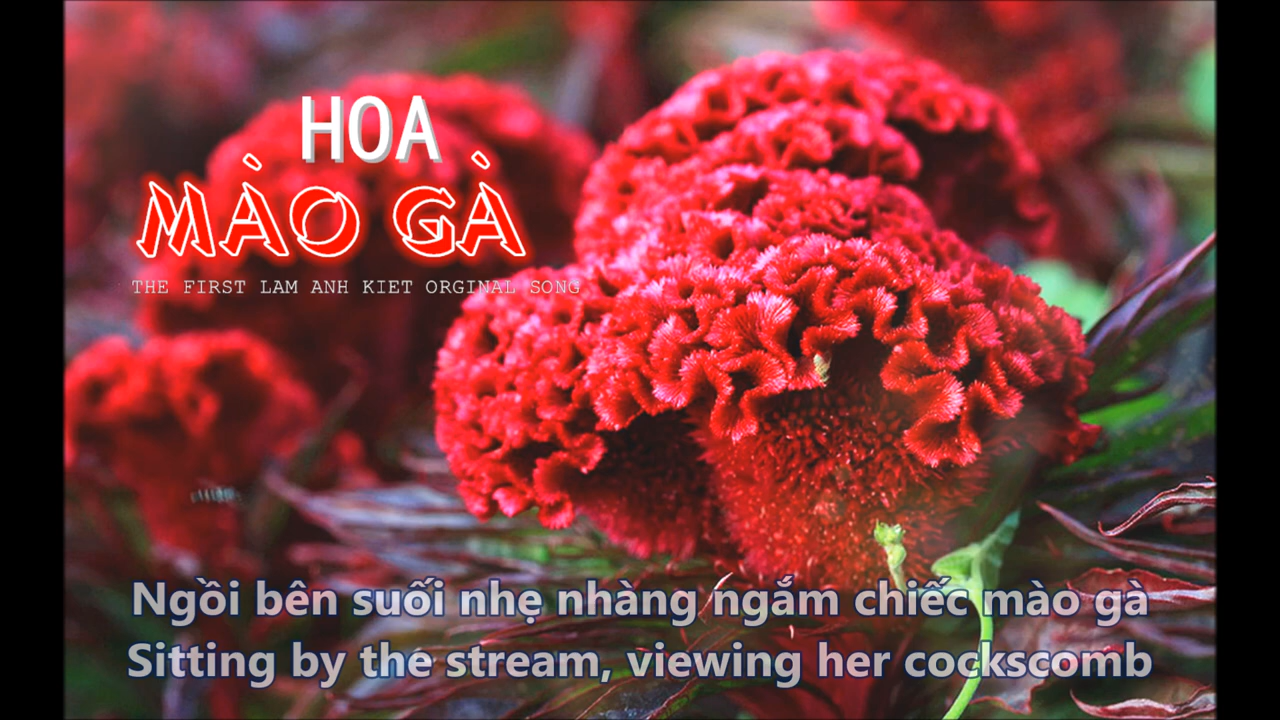 HOA
MÀO GÀ
THE FIRST LAM ANH KIET ORGINAL SONG
Ngồi bên suối nhẹ nhàng ngắm chiếc mào gà
Sitting by the stream, viewing her cockscomb